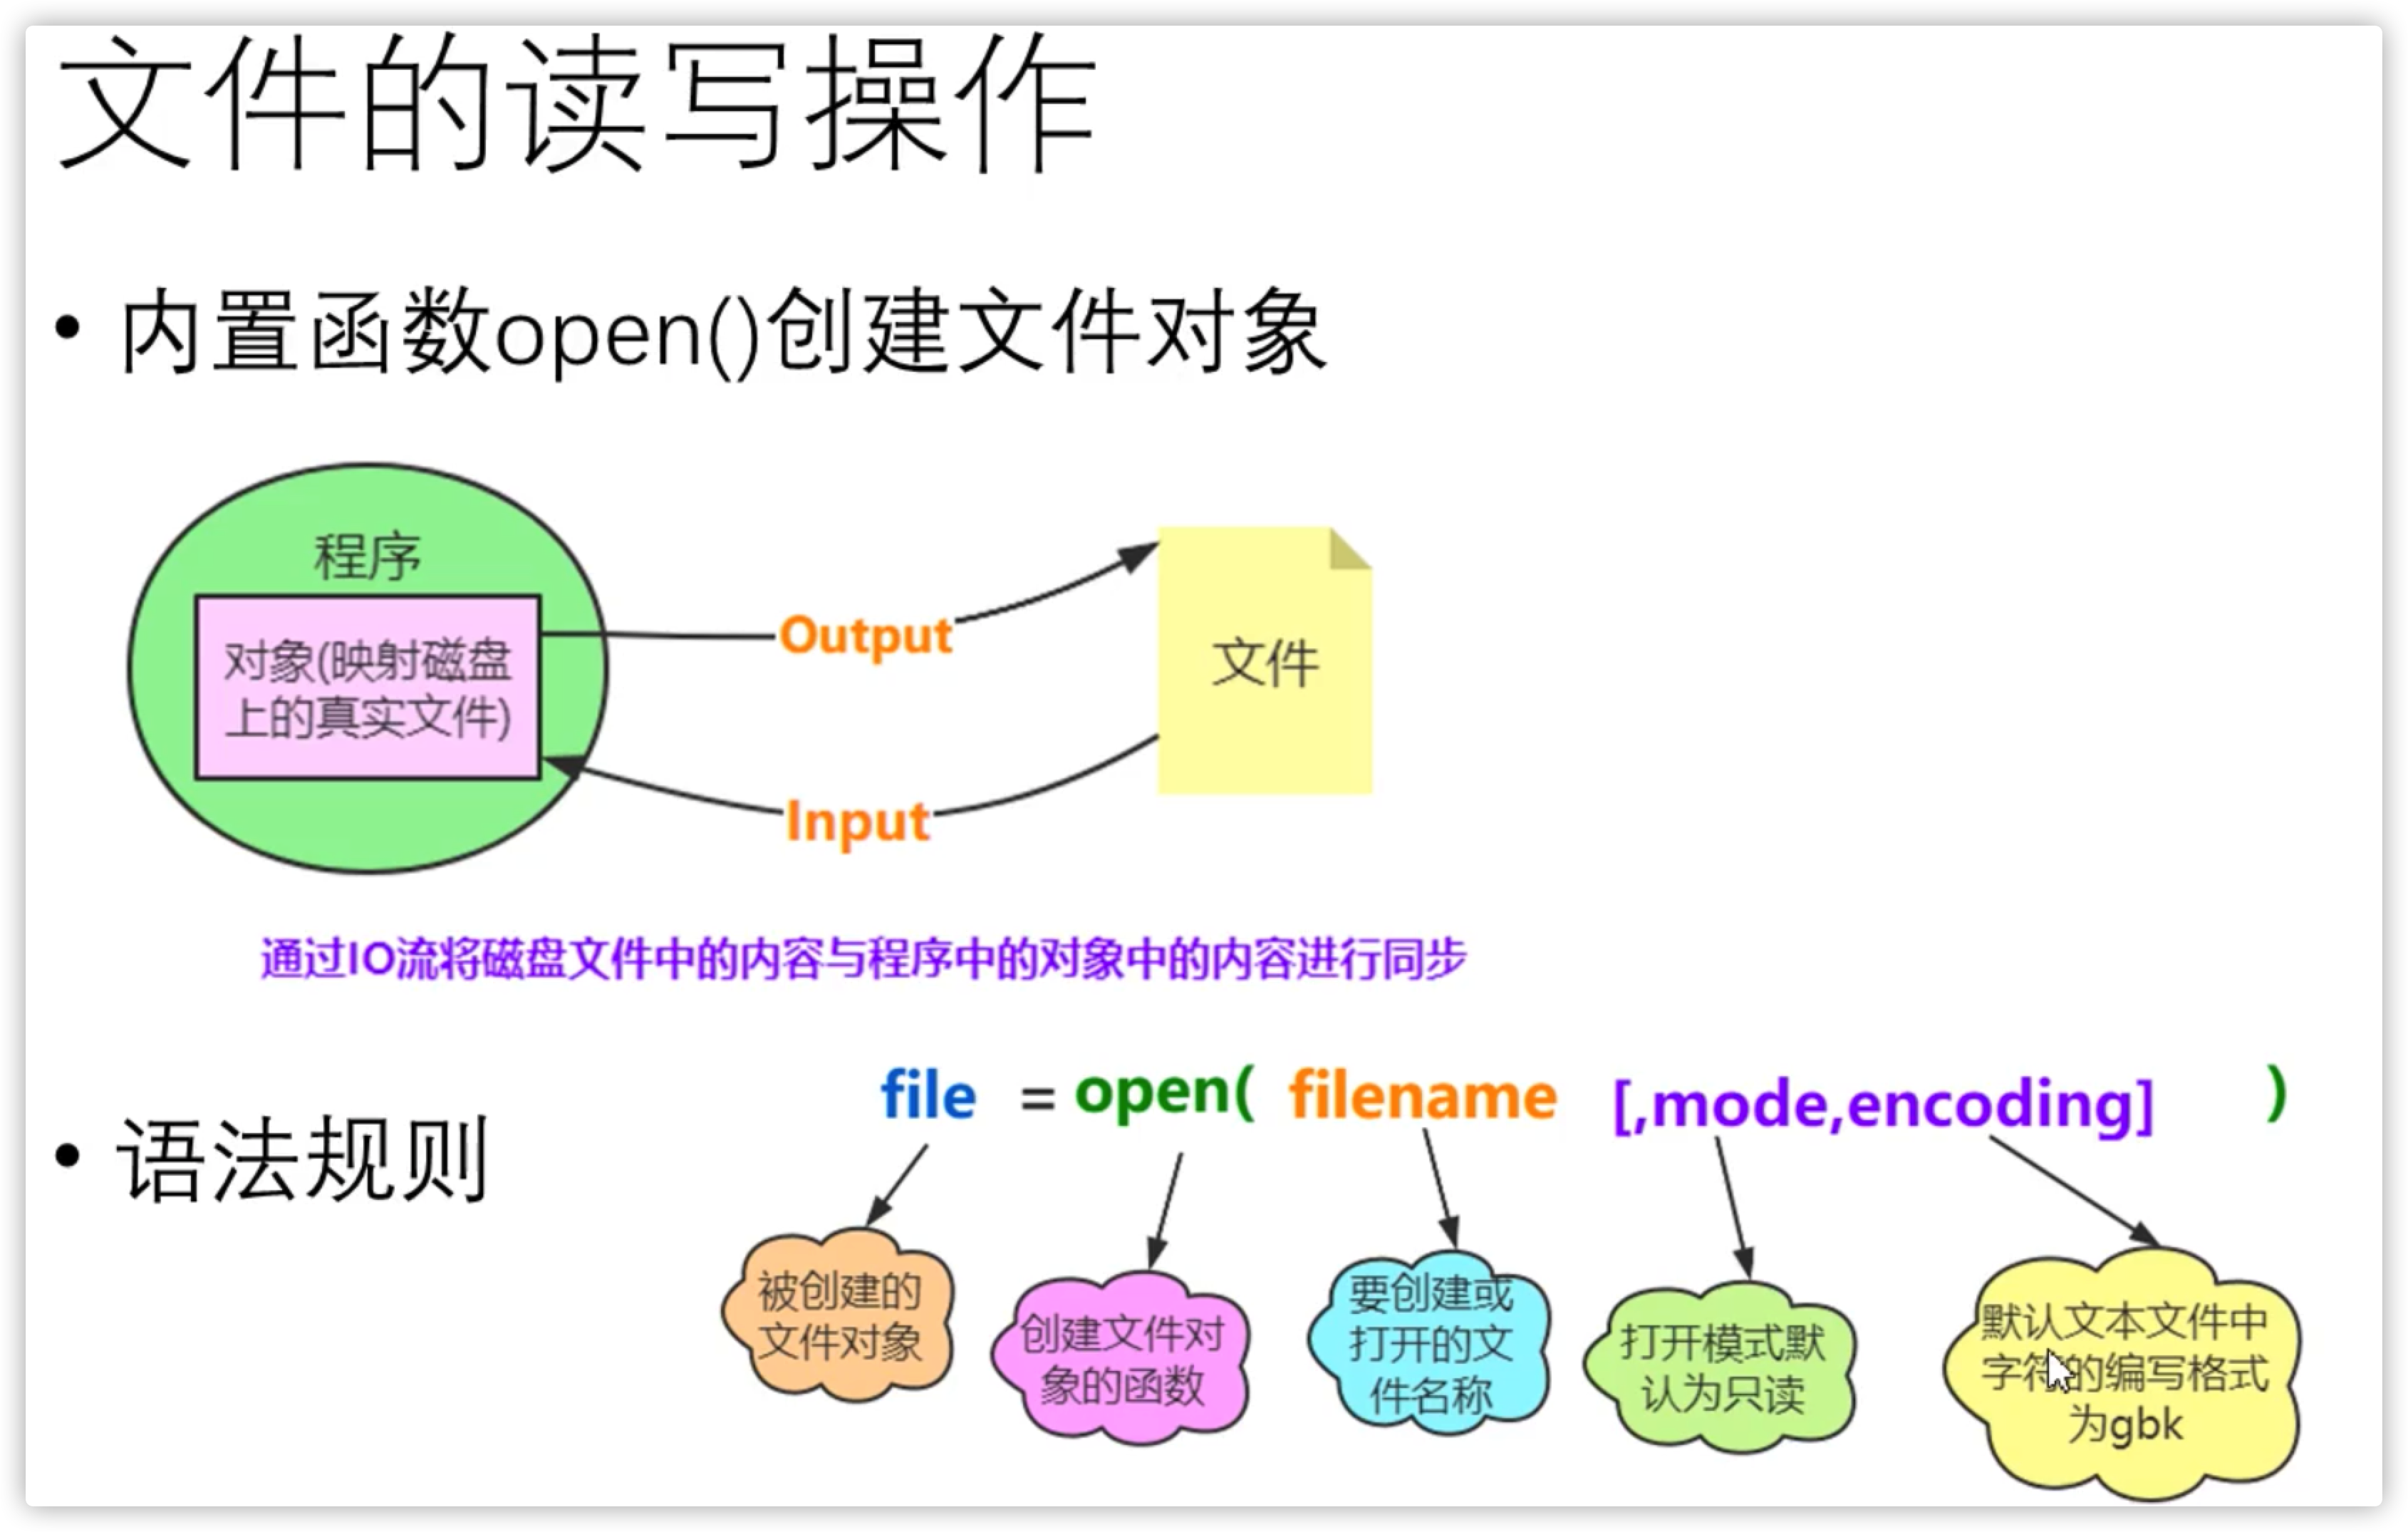 文件的读写操作
• 内置函数open()创建文件对象
程序
对象(映射磁盘
上的真实文件)
Output
文件
Input
通过IO流将磁盘文件中的内容与程序中的对象中的内容进行同步
• 语法规则
file = open( filename [,mode,encoding] )
被创建的
文件对象
创建文件对
象的函数
要创建或
打开的文
件名称
打开模式默
认为只读
默认文本文件中
字符的编写格式
为gbk